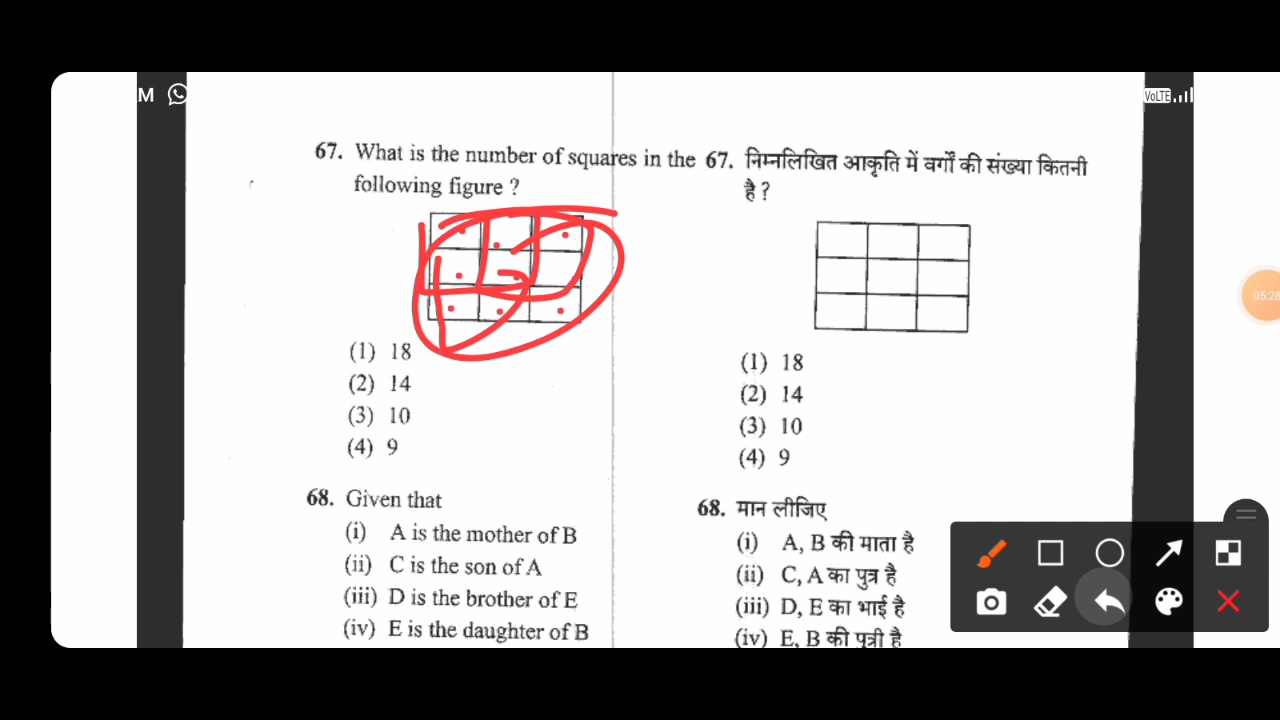 M
VoLTE
67. What is the number of squares in the
following figure ?
(1) 18
(2) 14
(3) 10
(4) 9
68. Given that
(i) A is the mother of B
(ii) C is the son of A
(iii) D is the brother of E
(iv) E is the daughter of B
67. निम्नलिखित आकृति में वर्गों की संख्या कितनी
है ?
(1) 18
(2) 14
(3) 10
(4) 9
68. मान लीजिए
(i) A, B की माता है
(ii) C, A का पुत्र है
(iii) D, E का भाई है
(iv) E, B की पुत्री है
05:28